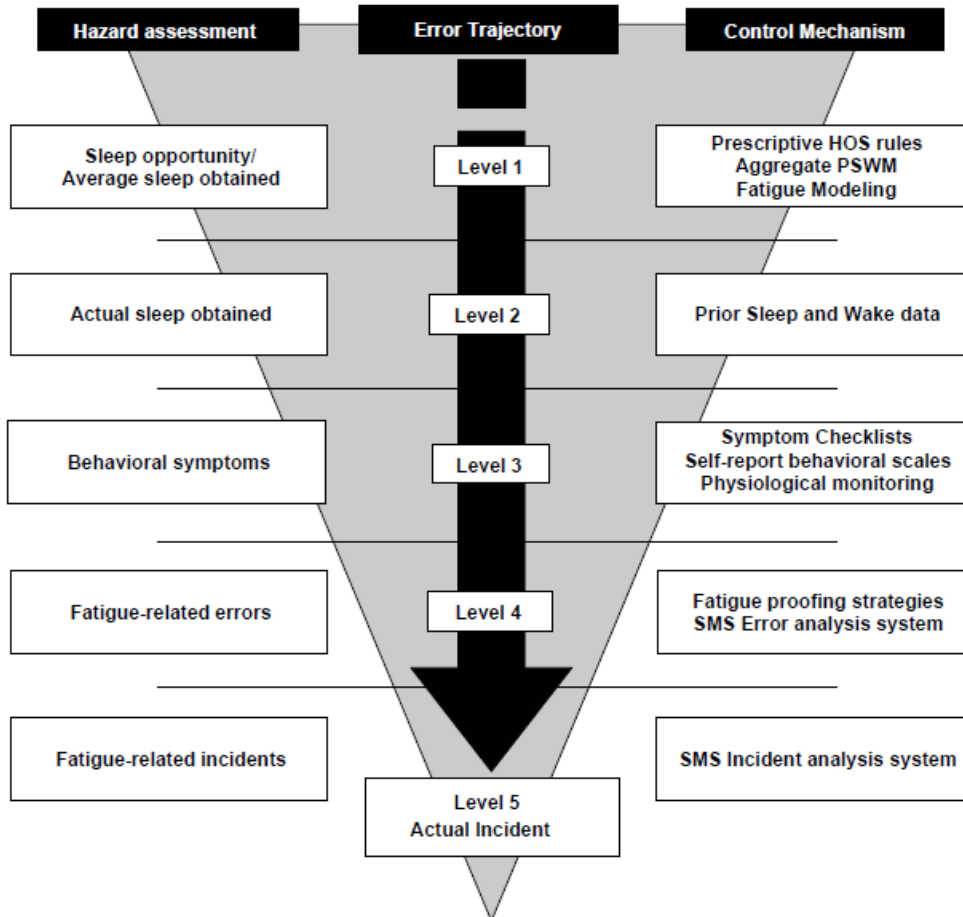 Hazard assessment
Error Trajectory
Control Mechanism
Sleep opportunity/
Average sleep obtained
Level 1
Prescriptive HOS rules
Aggregate PSWM
Fatigue Modeling
Actual sleep obtained
Level 2
Prior Sleep and Wake data
Behavioral symptoms
Level 3
Symptom Checklists
Self-report behavioral scales
Physiological monitoring
Fatigue-related errors
Level 4
Fatigue proofing strategies
SMS Error analysis system
Fatigue-related incidents
Level 5
Actual Incident
SMS Incident analysis system